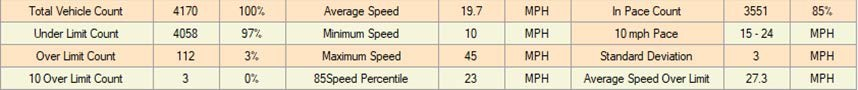 Total Vehicle Count 4170 100% Average Speed 19.7 MPH In Pace Count 3551 85%
Under Limit Count 4058 97% Minimum Speed 10 MPH 10 mph Pace 15 - 24 MPH
Over Limit Count 112 3% Maximum Speed 45 MPH Standard Deviation 3 MPH
10 Over Limit Count 3 0% 85Speed Percentile 23 MPH Average Speed Over Limit 27.3 MPH